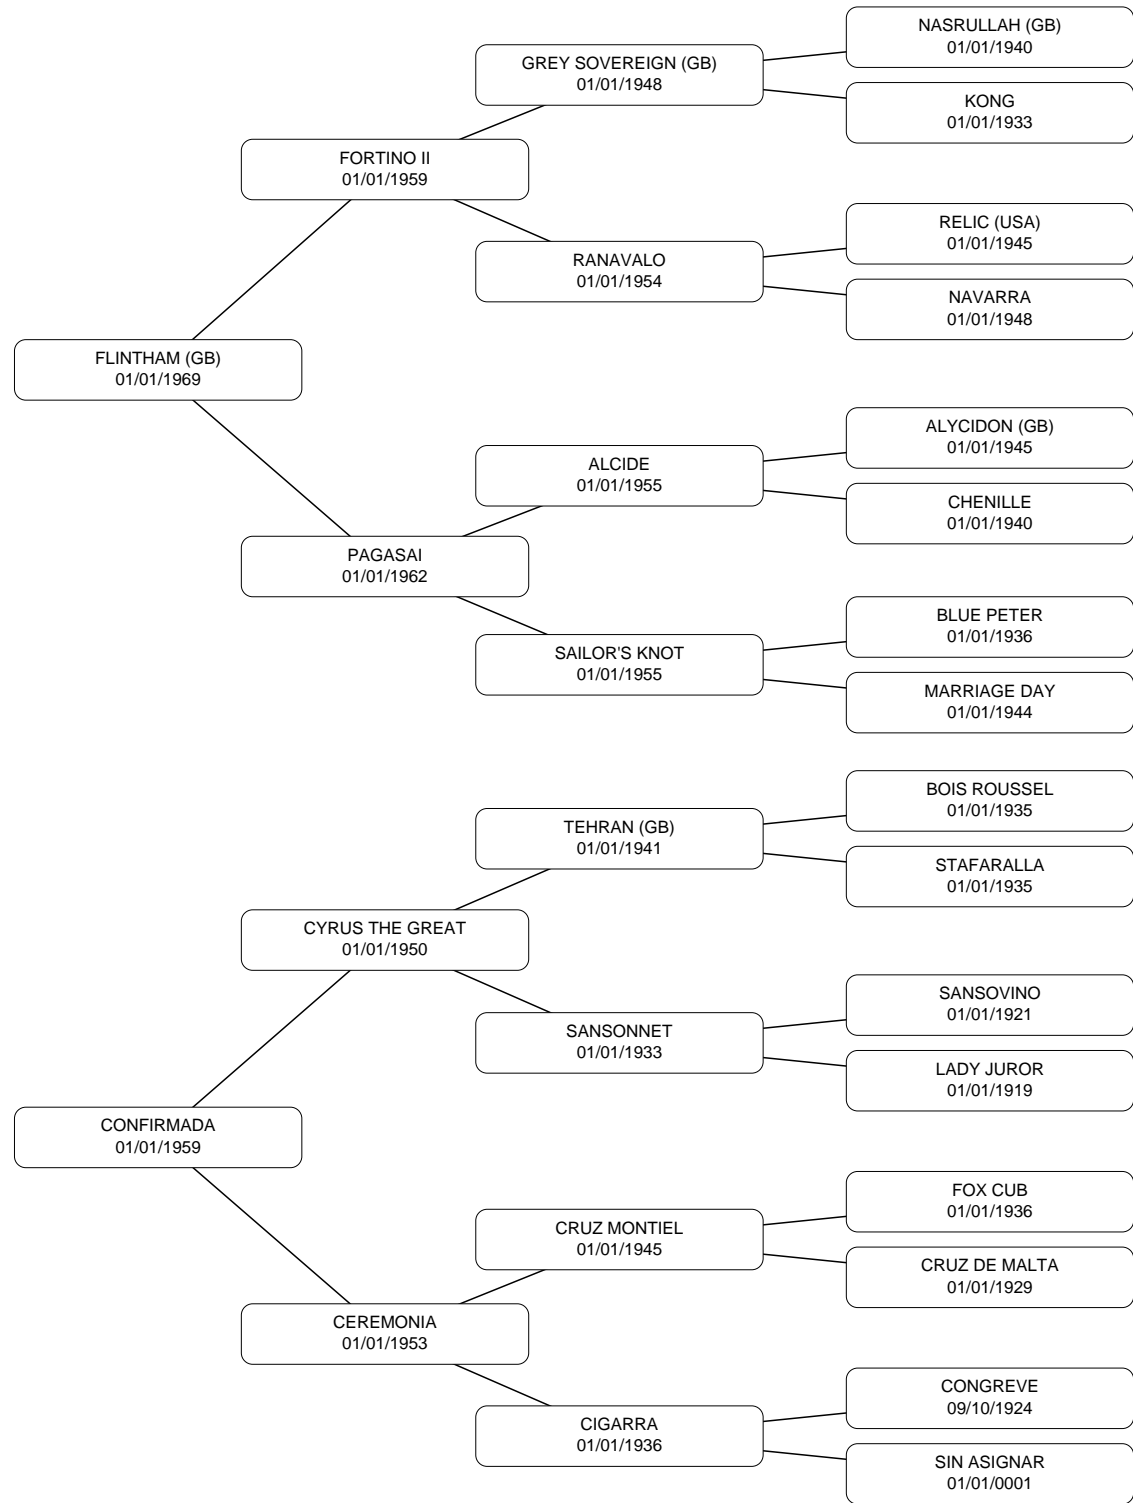 NASRULLAH (GB)
01/01/1940
GREY SOVEREIGN (GB)
01/01/1948
KONG
01/01/1933
FORTINO II
01/01/1959
RELIC (USA)
01/01/1945
RANAVALO
01/01/1954
NAVARRA
01/01/1948
FLINTHAM (GB)
01/01/1969
ALYCIDON (GB)
01/01/1945
ALCIDE
01/01/1955
CHENILLE
01/01/1940
PAGASAI
01/01/1962
BLUE PETER
01/01/1936
SAILOR'S KNOT
01/01/1955
MARRIAGE DAY
01/01/1944
BOIS ROUSSEL
01/01/1935
TEHRAN (GB)
01/01/1941
STAFARALLA
01/01/1935
CYRUS THE GREAT
01/01/1950
SANSOVINO
01/01/1921
SANSONNET
01/01/1933
LADY JUROR
01/01/1919
CONFIRMADA
01/01/1959
FOX CUB
01/01/1936
CRUZ MONTIEL
01/01/1945
CRUZ DE MALTA
01/01/1929
CEREMONIA
01/01/1953
CONGREVE
09/10/1924
CIGARRA
01/01/1936
SIN ASIGNAR
01/01/0001